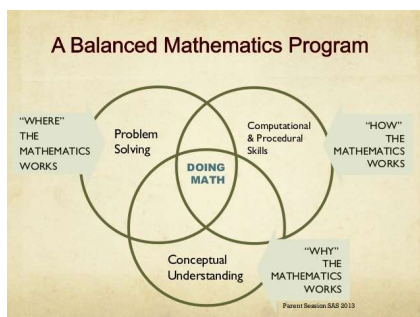 A Balanced Mathematics Program
"WHERE"
THE
MATHEMATICS
WORKS
Problem
Solving
Computational
& Procedural
Skills
"HOW"
THE
MATHEMATICS
WORKS
DOING
MATH
Conceptual
Understanding
"WHY"
THE
MATHEMATICS
WORKS
Parent Session SAS 2013